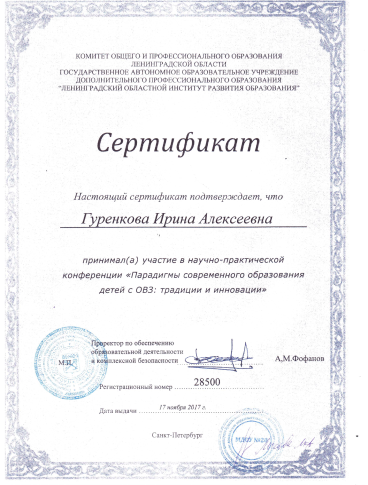 КОМИТЕТ ОБЩЕГО И ПРОФЕССИОНАЛЬНОГО ОБРАЗОВАНИЯ
ЛЕНИНГРАДСКОЙ ОБЛАСТИ
ГОСУДАРСТВЕННОЕ АВТОНОМНОЕ ОБРАЗОВАТЕЛЬНОЕ УЧРЕЖДЕНИЕ
ДОПОЛНИТЕЛЬНОГО ПРОФЕССИОНАЛЬНОГО ОБРАЗОВАНИЯ
"ЛЕНИНГРАДСКИЙ ОБЛАСТНОЙ ИНСТИТУТ РАЗВИТИЯ ОБРАЗОВАНИЯ"
Сертификат
Настоящий сертификат подтверждает, что
Гуренкова Ирина Алексеевна
принимал(а) участие в научно-практической
конференции «Парадигмы современного образования
детей с ОВЗ: традиции и инновации»
Проректор по обеспечению
образовательной деятельности
и комплексной безопасности
А,М.Фофанов
М.П.
Регистрационный номер 28500
Дата выдачи 17 ноября 2017 г.
Санкт-Петербург